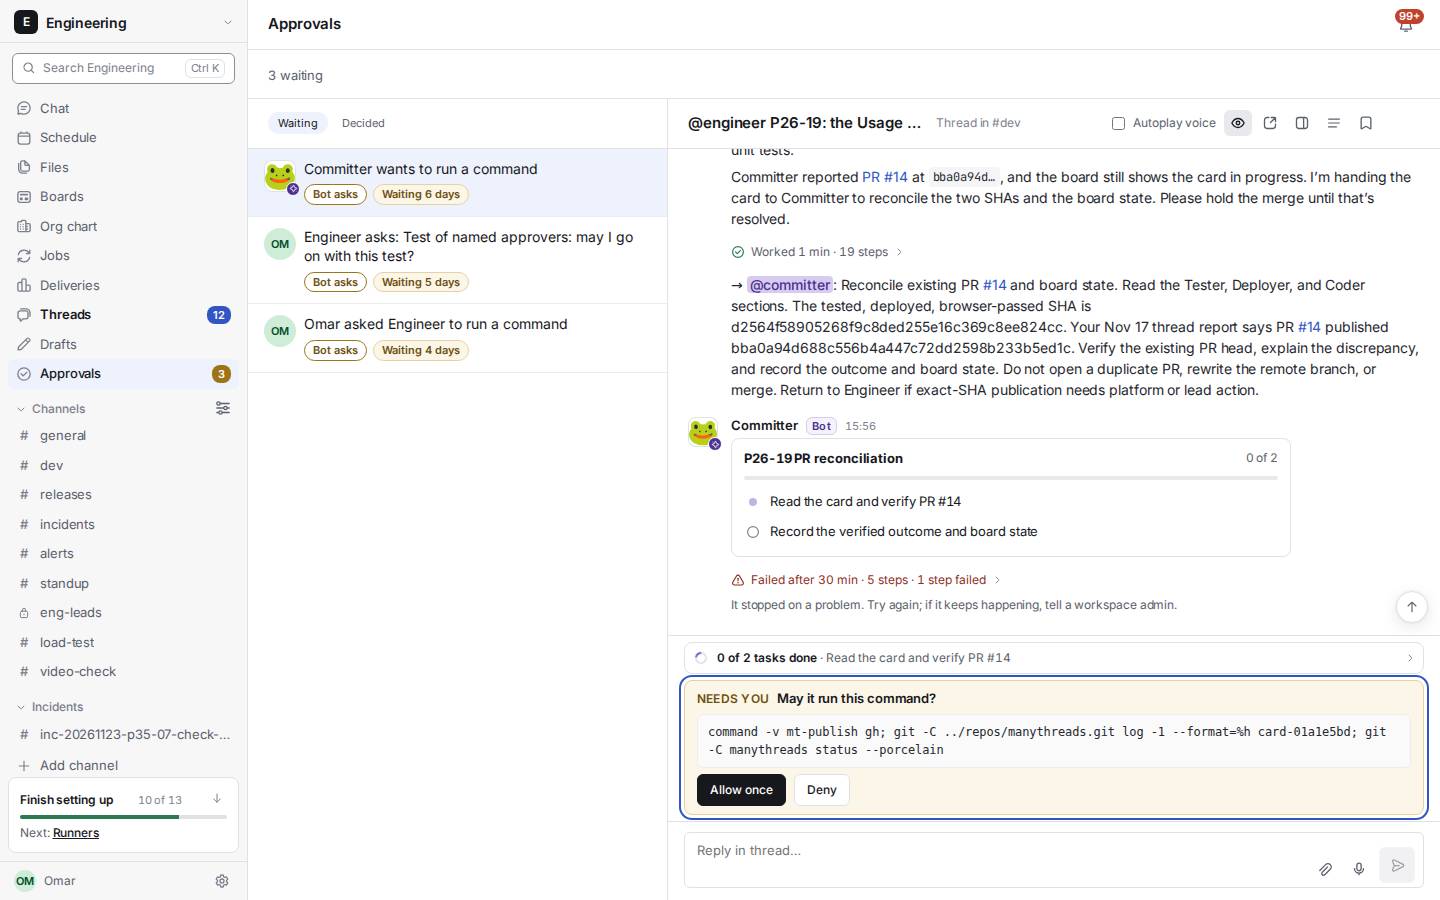 E Engineering
Search Engineering Ctrl K
Chat
Schedule
Files
Boards
Org chart
Jobs
Deliveries
Threads 12
Drafts
Approvals 3
Channels
# general
# dev
# releases
# incidents
# alerts
# standup
eng-leads
# load-test
# video-check
Incidents
# inc-20261123-p35-07-check-...
Add channel
Finish setting up 10 of 13
Next: Runners
OM Omar
Approvals
99+
3 waiting
Waiting Decided
Committer wants to run a command
Bot asks Waiting 6 days
OM Engineer asks: Test of named approvers: may I go
on with this test?
Bot asks Waiting 5 days
OM Omar asked Engineer to run a command
Bot asks Waiting 4 days
@engineer P26-19: the Usage ... Thread in #dev Autoplay voice
unit tests.
Committer reported PR #14 at bba0a94d…, and the board still shows the card in progress. I’m handing the
card to Committer to reconcile the two SHAs and the board state. Please hold the merge until that’s
resolved.
Worked 1 min · 19 steps
→ @committer: Reconcile existing PR #14 and board state. Read the Tester, Deployer, and Coder
sections. The tested, deployed, browser-passed SHA is
d2564f58905268f9c8ded255e16c369c8ee824cc. Your Nov 17 thread report says PR #14 published
bba0a94d688c556b4a447c72dd2598b233b5ed1c. Verify the existing PR head, explain the discrepancy,
and record the outcome and board state. Do not open a duplicate PR, rewrite the remote branch, or
merge. Return to Engineer if exact-SHA publication needs platform or lead action.
Committer Bot 15:56
P26-19 PR reconciliation 0 of 2
Read the card and verify PR #14
Record the verified outcome and board state
Failed after 30 min · 5 steps · 1 step failed
It stopped on a problem. Try again; if it keeps happening, tell a workspace admin.
0 of 2 tasks done · Read the card and verify PR #14
NEEDS YOU May it run this command?
command -v mt-publish gh; git -C ../repos/manythreads.git log -1 --format=%h card-01a1e5bd; git
-C manythreads status --porcelain
Allow once Deny
Reply in thread...